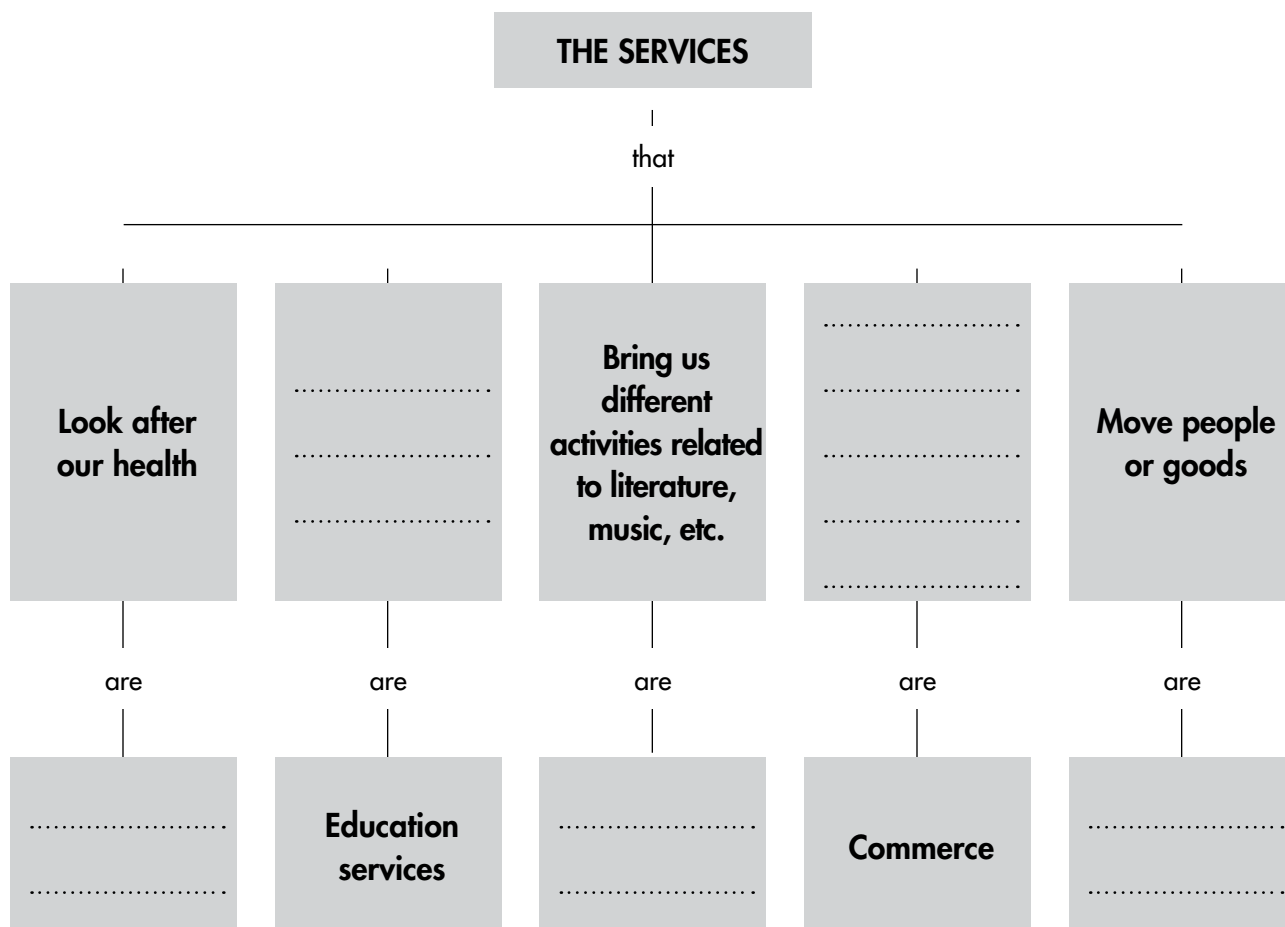 THE SERVICES
that
Look after
our health
..............................
..............................
..............................
Bring us
different
activities related
to literature,
music, etc.
..............................
..............................
..............................
..............................
..............................
Move people
or goods
are
are
are
are
are
..............................
..............................
Education
services
..............................
..............................
Commerce
..............................
..............................